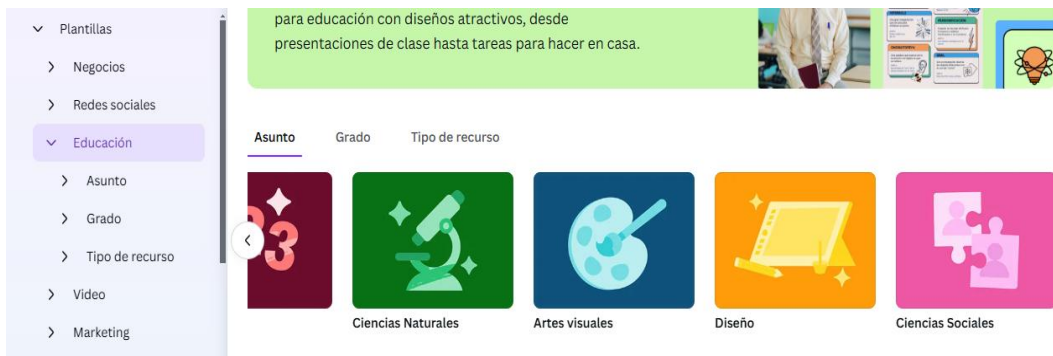 Plantillas
Negocios
Redes sociales
Educación
Asunto
Grado
Tipo de recurso
Video
Marketing
para educación con diseños atractivos, desde
presentaciones de clase hasta tareas para hacer en casa.
Asunto Grado Tipo de recurso
3
Ciencias Naturales Artes visuales Diseño Ciencias Sociales